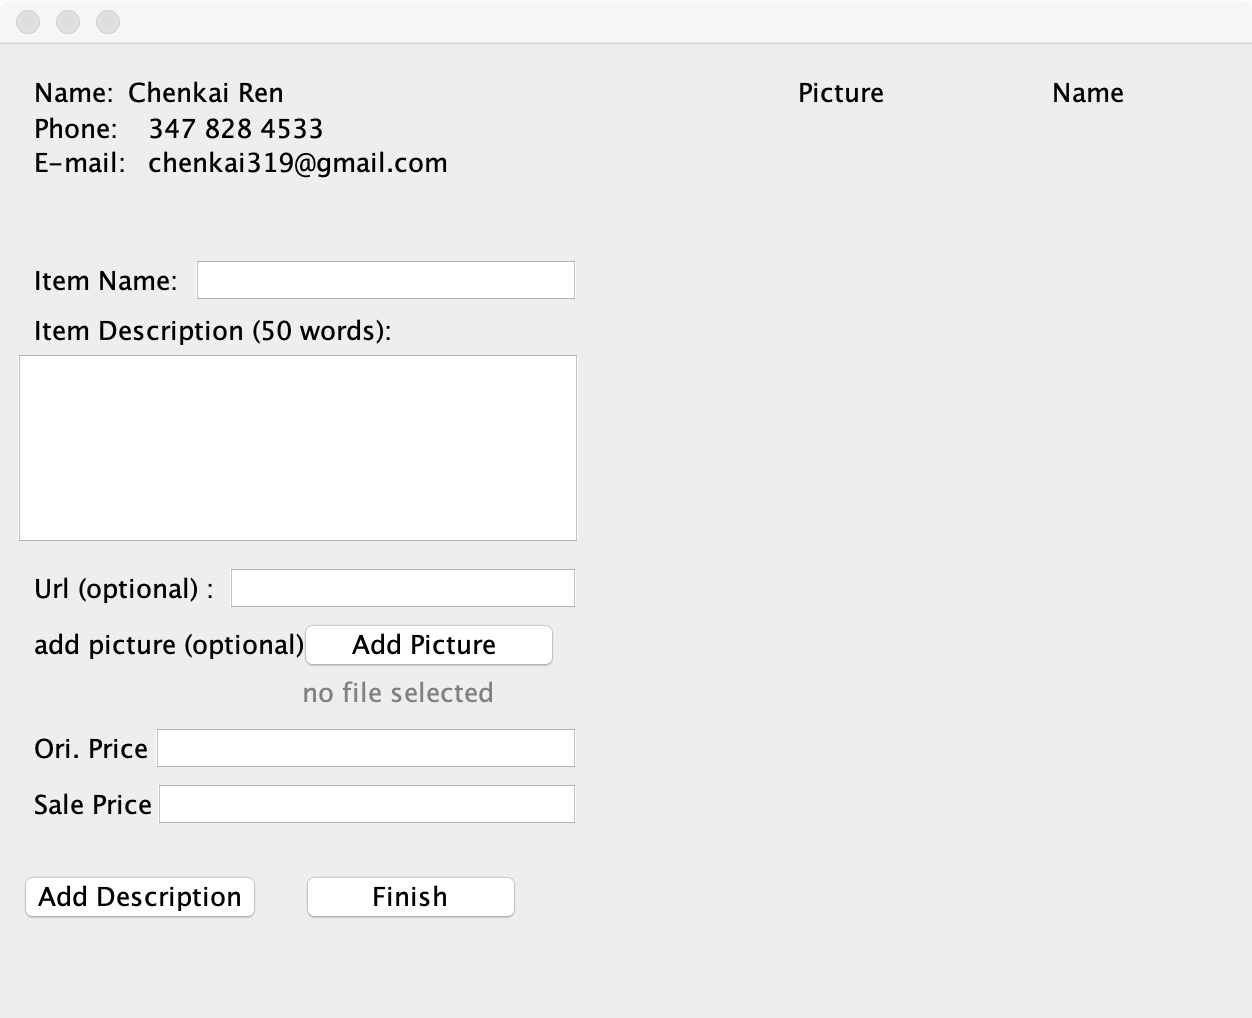 Name: Chenkai Ren
Picture
Name
Phone: 347 828 4533
E-mail: chenkai319@gmail.com
Item Name:
Item Description (50 words):
Url (optional) :
add picture (optional)
Add Picture
no file selected
Ori. Price
Sale Price
Add Description
Finish